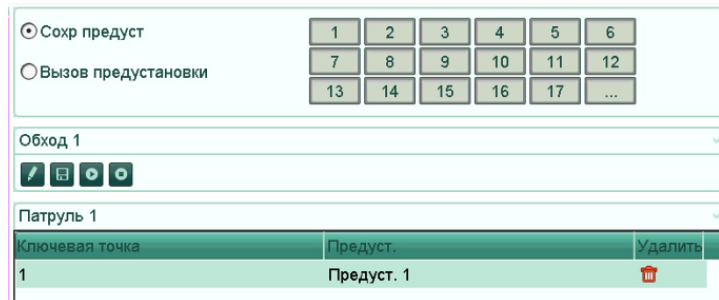 Сохр предуст
1 2 3 4 5 6
Вызов предустановки
7 8 9 10 11 12
13 14 15 16 17 ...
Обход 1
Патруль 1
Ключевая точка Предуст. Удалить
1 Предуст. 1